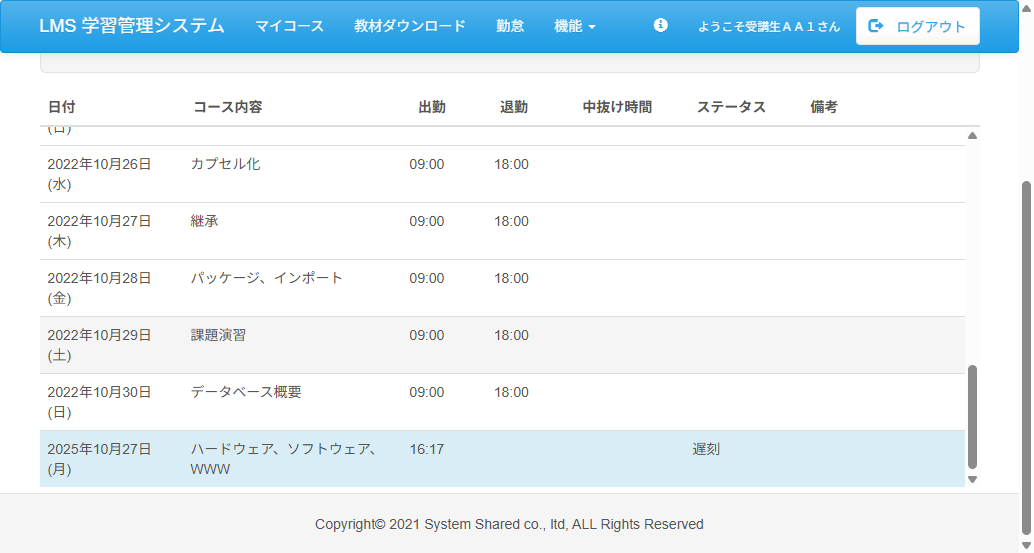 LMS 学習管理システム マイコース 教材ダウンロード 勤怠 機能 ようこそ受講生ＡＡ１さん ログアウト
日付 コース内容 出勤 退勤 中抜け時間 ステータス 備考
(日)
2022年10月26日 カプセル化 09:00 18:00
(水)
2022年10月27日 継承 09:00 18:00
(木)
2022年10月28日 パッケージ、インポート 09:00 18:00
(金)
2022年10月29日 課題演習 09:00 18:00
(土)
2022年10月30日 データベース概要 09:00 18:00
(日)
2025年10月27日 ハードウェア、ソフトウェア、 16:17 遅刻
(月) WWW
Copyright© 2021 System Shared co., ltd, ALL Rights Reserved